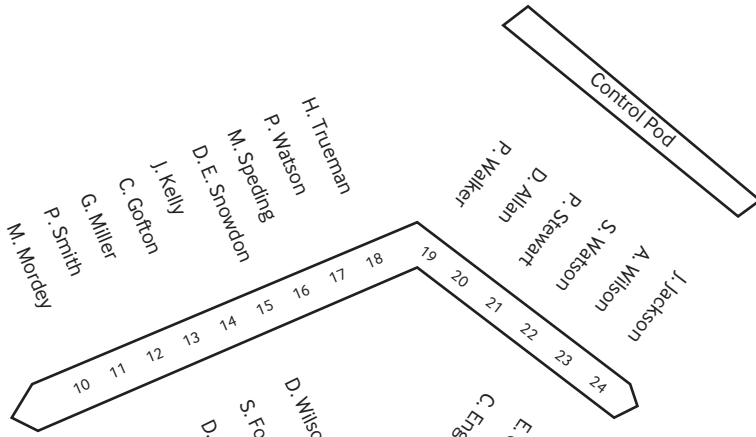 Control Pod
M. Mordey
P. Smith
G. Miller
C. Gofton
J. Kelly
D. E. Snowdon
M. Speding
P. Watson
H. Trueman
P. Walker
D. Allan
P. Stewart
S. Watson
A. Wilson
J. Jackson
10 11 12 13 14 15 16 17 18 19 20 21 22 23 24
D.
S.
D.
C.
E.